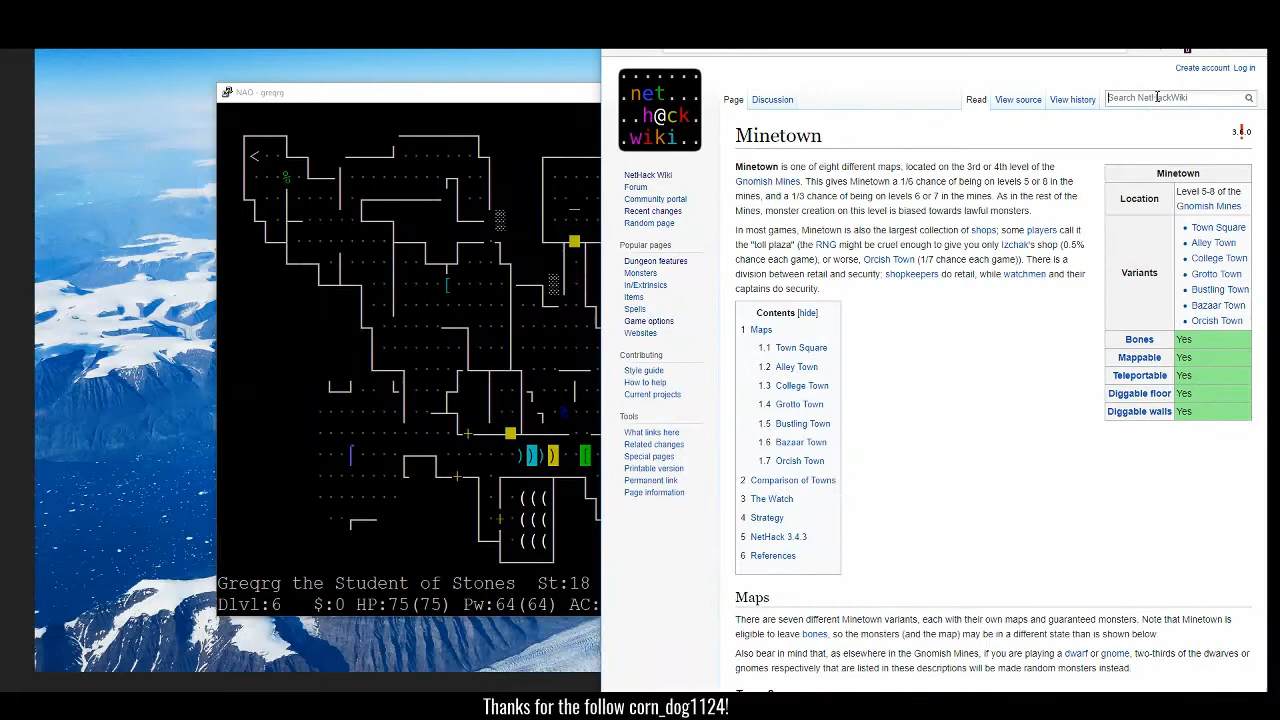 NAO - greqrg
Greqrg the Student of Stones St:18
Dlvl:6 $:0 HP:75(75) Pw:64(64) AC:
net
h@ck
wiki
NetHack Wiki
Forum
Community portal
Recent changes
Random page
Popular pages
Dungeon features
Monsters
In/Extrinsics
Items
Spells
Game options
Websites
Contributing
Style guide
How to help
Current projects
Tools
What links here
Related changes
Special pages
Printable version
Permanent link
Page information
Create account Log in
Page Discussion Read View source View history Search NetHackWiki
Minetown
3.6.0
Minetown is one of eight different maps, located on the 3rd or 4th level of the
Gnomish Mines. This gives Minetown a 1/6 chance of being on levels 5 or 8 in the
mines, and a 1/3 chance of being on levels 6 or 7 in the mines. As in the rest of the
Mines, monster creation on this level is biased towards lawful monsters.
In most games, Minetown is also the largest collection of shops; some players call it
the "toll plaza" (the RNG might be cruel enough to give you only Izchak's shop (0.5%
chance each game), or worse, Orcish Town (1/7 chance each game)). There is a
division between retail and security: shopkeepers do retail, while watchmen and their
captains do security.
Minetown
Location Level 5-8 of the
Gnomish Mines
Variants
Town Square
Alley Town
College Town
Grotto Town
Bustling Town
Bazaar Town
Orcish Town
Bones Yes
Mappable Yes
Teleportable Yes
Diggable floor Yes
Diggable walls Yes
Contents [hide]
1 Maps
1.1 Town Square
1.2 Alley Town
1.3 College Town
1.4 Grotto Town
1.5 Bustling Town
1.6 Bazaar Town
1.7 Orcish Town
2 Comparison of Towns
3 The Watch
4 Strategy
5 NetHack 3.4.3
6 References
Maps
There are seven different Minetown variants, each with their own maps and guaranteed monsters. Note that Minetown is
eligible to leave bones, so the monsters (and the map) may be in a different state than is shown below.
Also bear in mind that, as elsewhere in the Gnomish Mines, if you are playing a dwarf or gnome, two-thirds of the dwarves or
gnomes respectively that are listed in these descriptions will be made random monsters instead.
Thanks for the follow corn_dog1124!